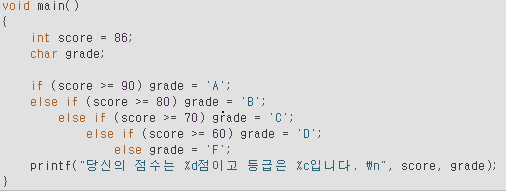 void main()
{
int score = 86;
char grade;
if (score >= 90) grade = 'A';
else if (score >= 80) grade = 'B';
else if (score >= 70) grade = 'C';
else if (score >= 60) grade = 'D';
else grade = 'F';
printf("당신의 점수는 %d점이고 등급은 %c입니다. ₩n", score, grade);
}